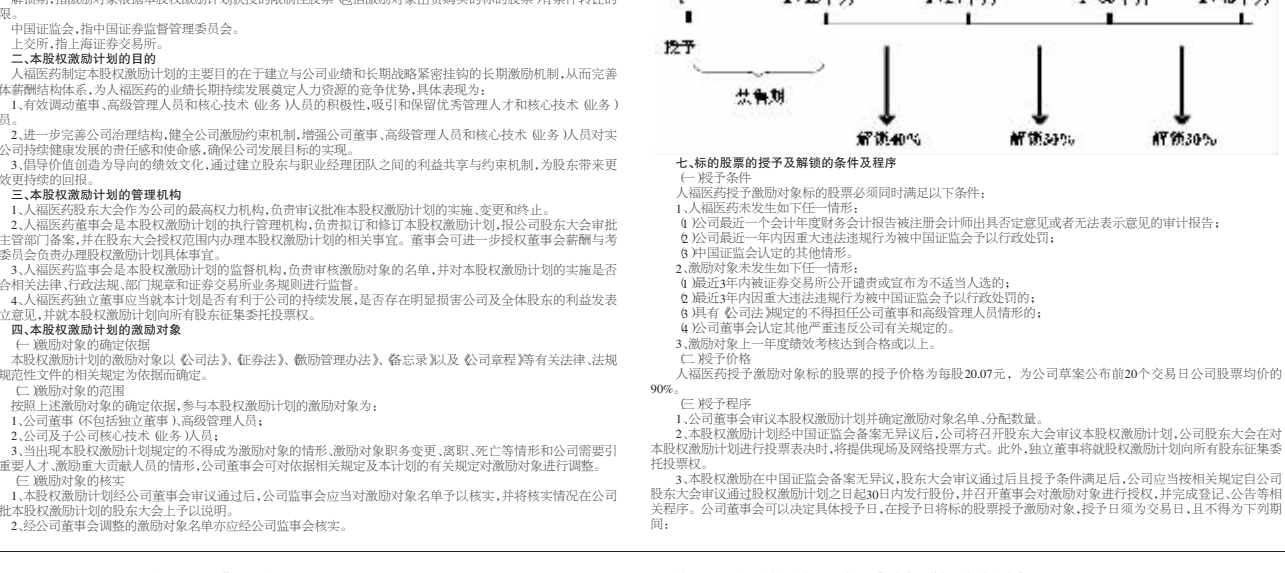 解锁期,指激励对象根据本股权激励计划获授的限制性股票(包括激励对象出资购买的标的股票)有条件转让的
限。
中国证监会,指中国证券监督管理委员会。
上交所,指上海证券交易所。
二、本股权激励计划的目的
人福医药制定本股权激励计划的主要目的在于建立与公司业绩和长期战略紧密挂钩的长期激励机制,从而完善
体薪酬结构体系,为人福医药的业绩长期持续发展奠定人力资源的竞争优势,具体表现为:
1、有效调动董事、高级管理人员和核心技术(业务)人员的积极性,吸引和保留优秀管理人才和核心技术(业务)
员。
2、进一步完善公司治理结构,健全公司激励约束机制,增强公司董事、高级管理人员和核心技术(业务)人员对实
公司持续健康发展的责任感和使命感,确保公司发展目标的实现。
3、倡导价值创造为导向的绩效文化,通过建立股东与职业经理团队之间的利益共享与约束机制,为股东带来更
效更持续的回报。
三、本股权激励计划的管理机构
1、人福医药股东大会作为公司的最高权力机构,负责审议批准本股权激励计划的实施、变更和终止。
2、人福医药董事会是本股权激励计划的执行管理机构,负责拟订和修订本股权激励计划,报公司股东大会审批
主管部门备案,并在股东大会授权范围内办理本股权激励计划的相关事宜。董事会可进一步授权董事会薪酬与考
委员会负责办理股权激励计划具体事宜。
3、人福医药监事会是本股权激励计划的监督机构,负责审核激励对象的名单,并对本股权激励计划的实施是否
合相关法律、行政法规、部门规章和证券交易所业务规则进行监督。
4、人福医药独立董事应当就本计划是否有利于公司的持续发展,是否存在明显损害公司及全体股东的利益发表
立意见,并就本股权激励计划向所有股东征集委托投票权。
四、本股权激励计划的激励对象
(一)激励对象的确定依据
本股权激励计划的激励对象以《公司法》、《证券法》、《激励管理办法》、《备忘录》以及《公司章程》等有关法律、法规
规范性文件的相关规定为依据而确定。
(二)激励对象的范围
按照上述激励对象的确定依据,参与本股权激励计划的激励对象为:
1、公司董事(不包括独立董事)、高级管理人员;
2、公司及子公司核心技术(业务)人员;
3、当出现本股权激励计划规定的不得成为激励对象的情形、激励对象职务变更、离职、死亡等情形和公司需要引
重要人才、激励重大贡献人员的情形,公司董事会可对依据相关规定及本计划的有关规定对激励对象进行调整。
(三)激励对象的核实
1、本股权激励计划经公司董事会审议通过后,公司监事会应当对激励对象名单予以核实,并将核实情况在公司
批本股权激励计划的股东大会上予以说明。
2、经公司董事会调整的激励对象名单亦应经公司监事会核实。
授予
禁售期
解锁40%
解锁30%
解锁30%
七、标的股票的授予及解锁的条件及程序
(一)授予条件
人福医药授予激励对象标的股票必须同时满足以下条件:
1、人福医药未发生如下任一情形:
(1)公司最近一个会计年度财务会计报告被注册会计师出具否定意见或者无法表示意见的审计报告;
(2)公司最近一年内因重大违法违规行为被中国证监会予以行政处罚;
(3)中国证监会认定的其他情形。
2、激励对象未发生如下任一情形:
(1)最近3年内被证券交易所公开谴责或宣布为不适当人选的;
(2)最近3年内因重大违法违规行为被中国证监会予以行政处罚的;
(3)具有《公司法》规定的不得担任公司董事和高级管理人员情形的;
(4)公司董事会认定其他严重违反公司有关规定的。
3、激励对象上一年度绩效考核达到合格或以上。
(二)授予价格
人福医药授予激励对象标的股票的授予价格为每股20.07元,为公司草案公布前20个交易日公司股票均价的
90%。
(三)授予程序
1、公司董事会审议本股权激励计划并确定激励对象名单、分配数量。
2、本股权激励计划经中国证监会备案无异议后,公司将召开股东大会审议本股权激励计划,公司股东大会在对
本股权激励计划进行投票表决时,将提供现场及网络投票方式。此外,独立董事将就股权激励计划向所有股东征集委
托投票权。
3、本股权激励在中国证监会备案无异议,股东大会审议通过后且授予条件满足后,公司应当按相关规定自公司
股东大会审议通过股权激励计划之日起30日内发行股份,并召开董事会对激励对象进行授权,并完成登记、公告等相
关程序。公司董事会可以决定具体授予日,在授予日将标的股票授予激励对象,授予日须为交易日,且不得为下列期
间: